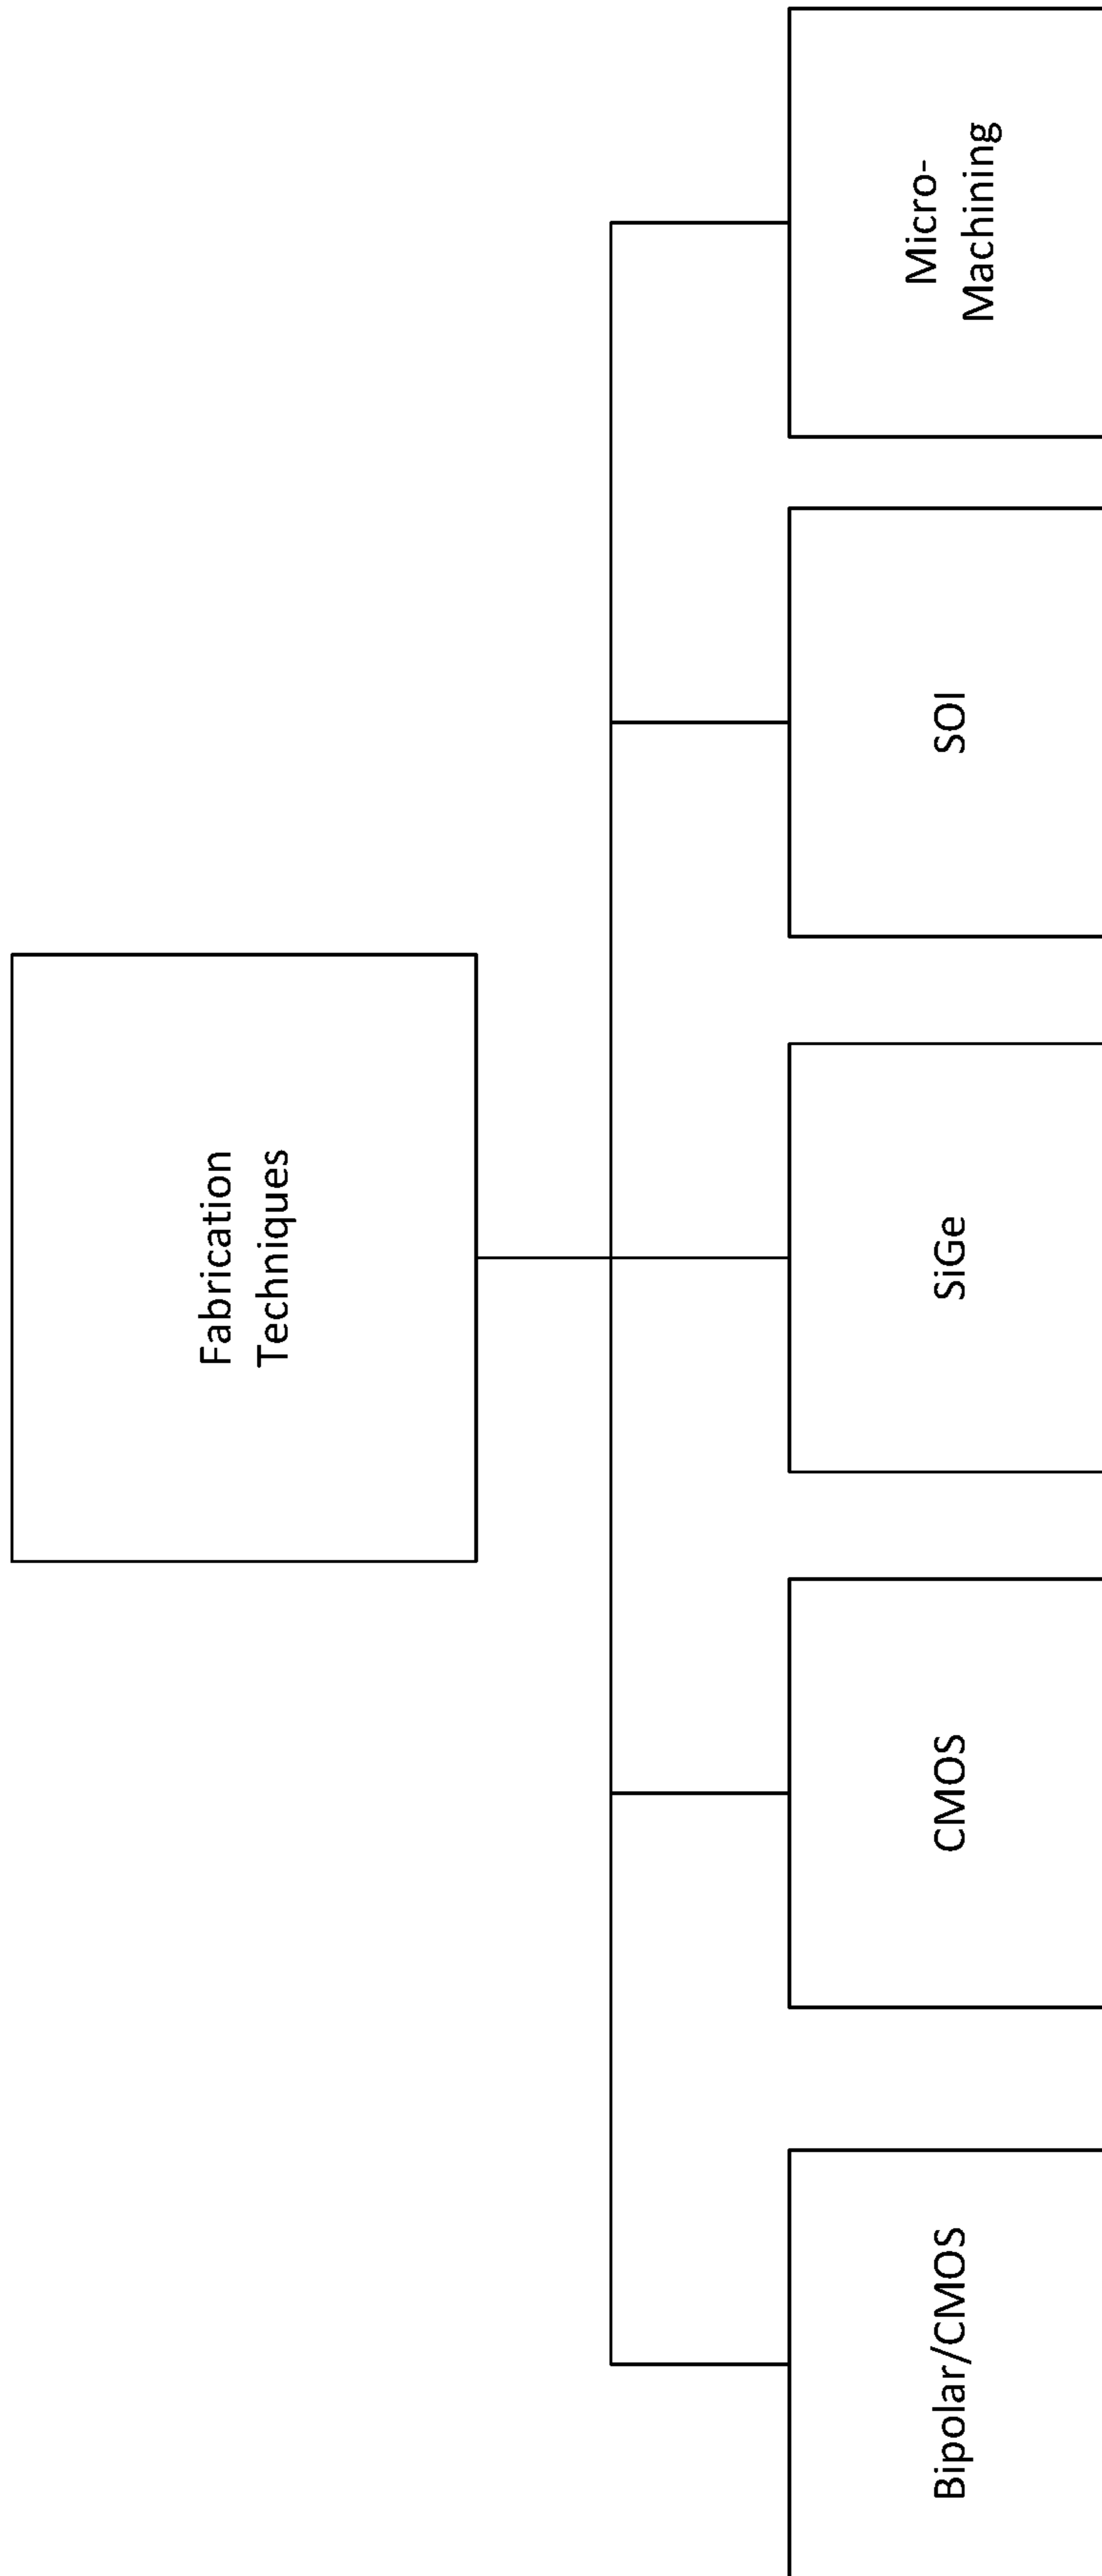 Fabrication
Techniques
Bipolar/CMOS
CMOS
SiGe
SOI
Micro-
Machining